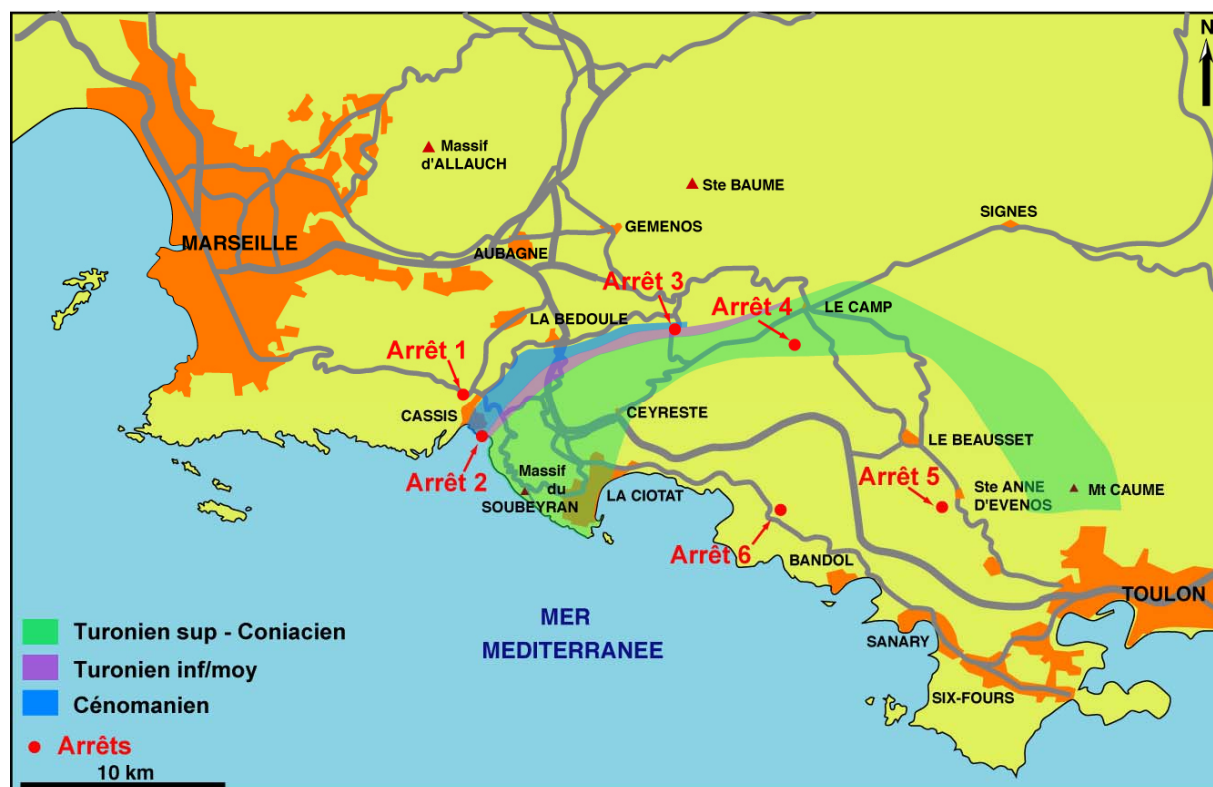 N
Massif
d'ALLAUCH
Ste BAUME
SIGNES
GEMENOS
MARSEILLE
AUBAGNE
Arrêt 3
Arrêt 4
LE CAMP
LA BEDOULE
Arrêt 1
CASSIS
CEYRESTE
LE BEAUSSET
Arrêt 2
Massif
du
SOUBEYRAN
LA CIOTAT
Arrêt 5
Ste ANNE
D'EVENOS
Mt CAUME
Arrêt 6
BANDOL
TOULON
MER
MEDITERRANEE
SANARY
SIX-FOURS
Turonien sup - Coniacien
Turonien inf/moy
Cénomanien
Arrêts
10 km